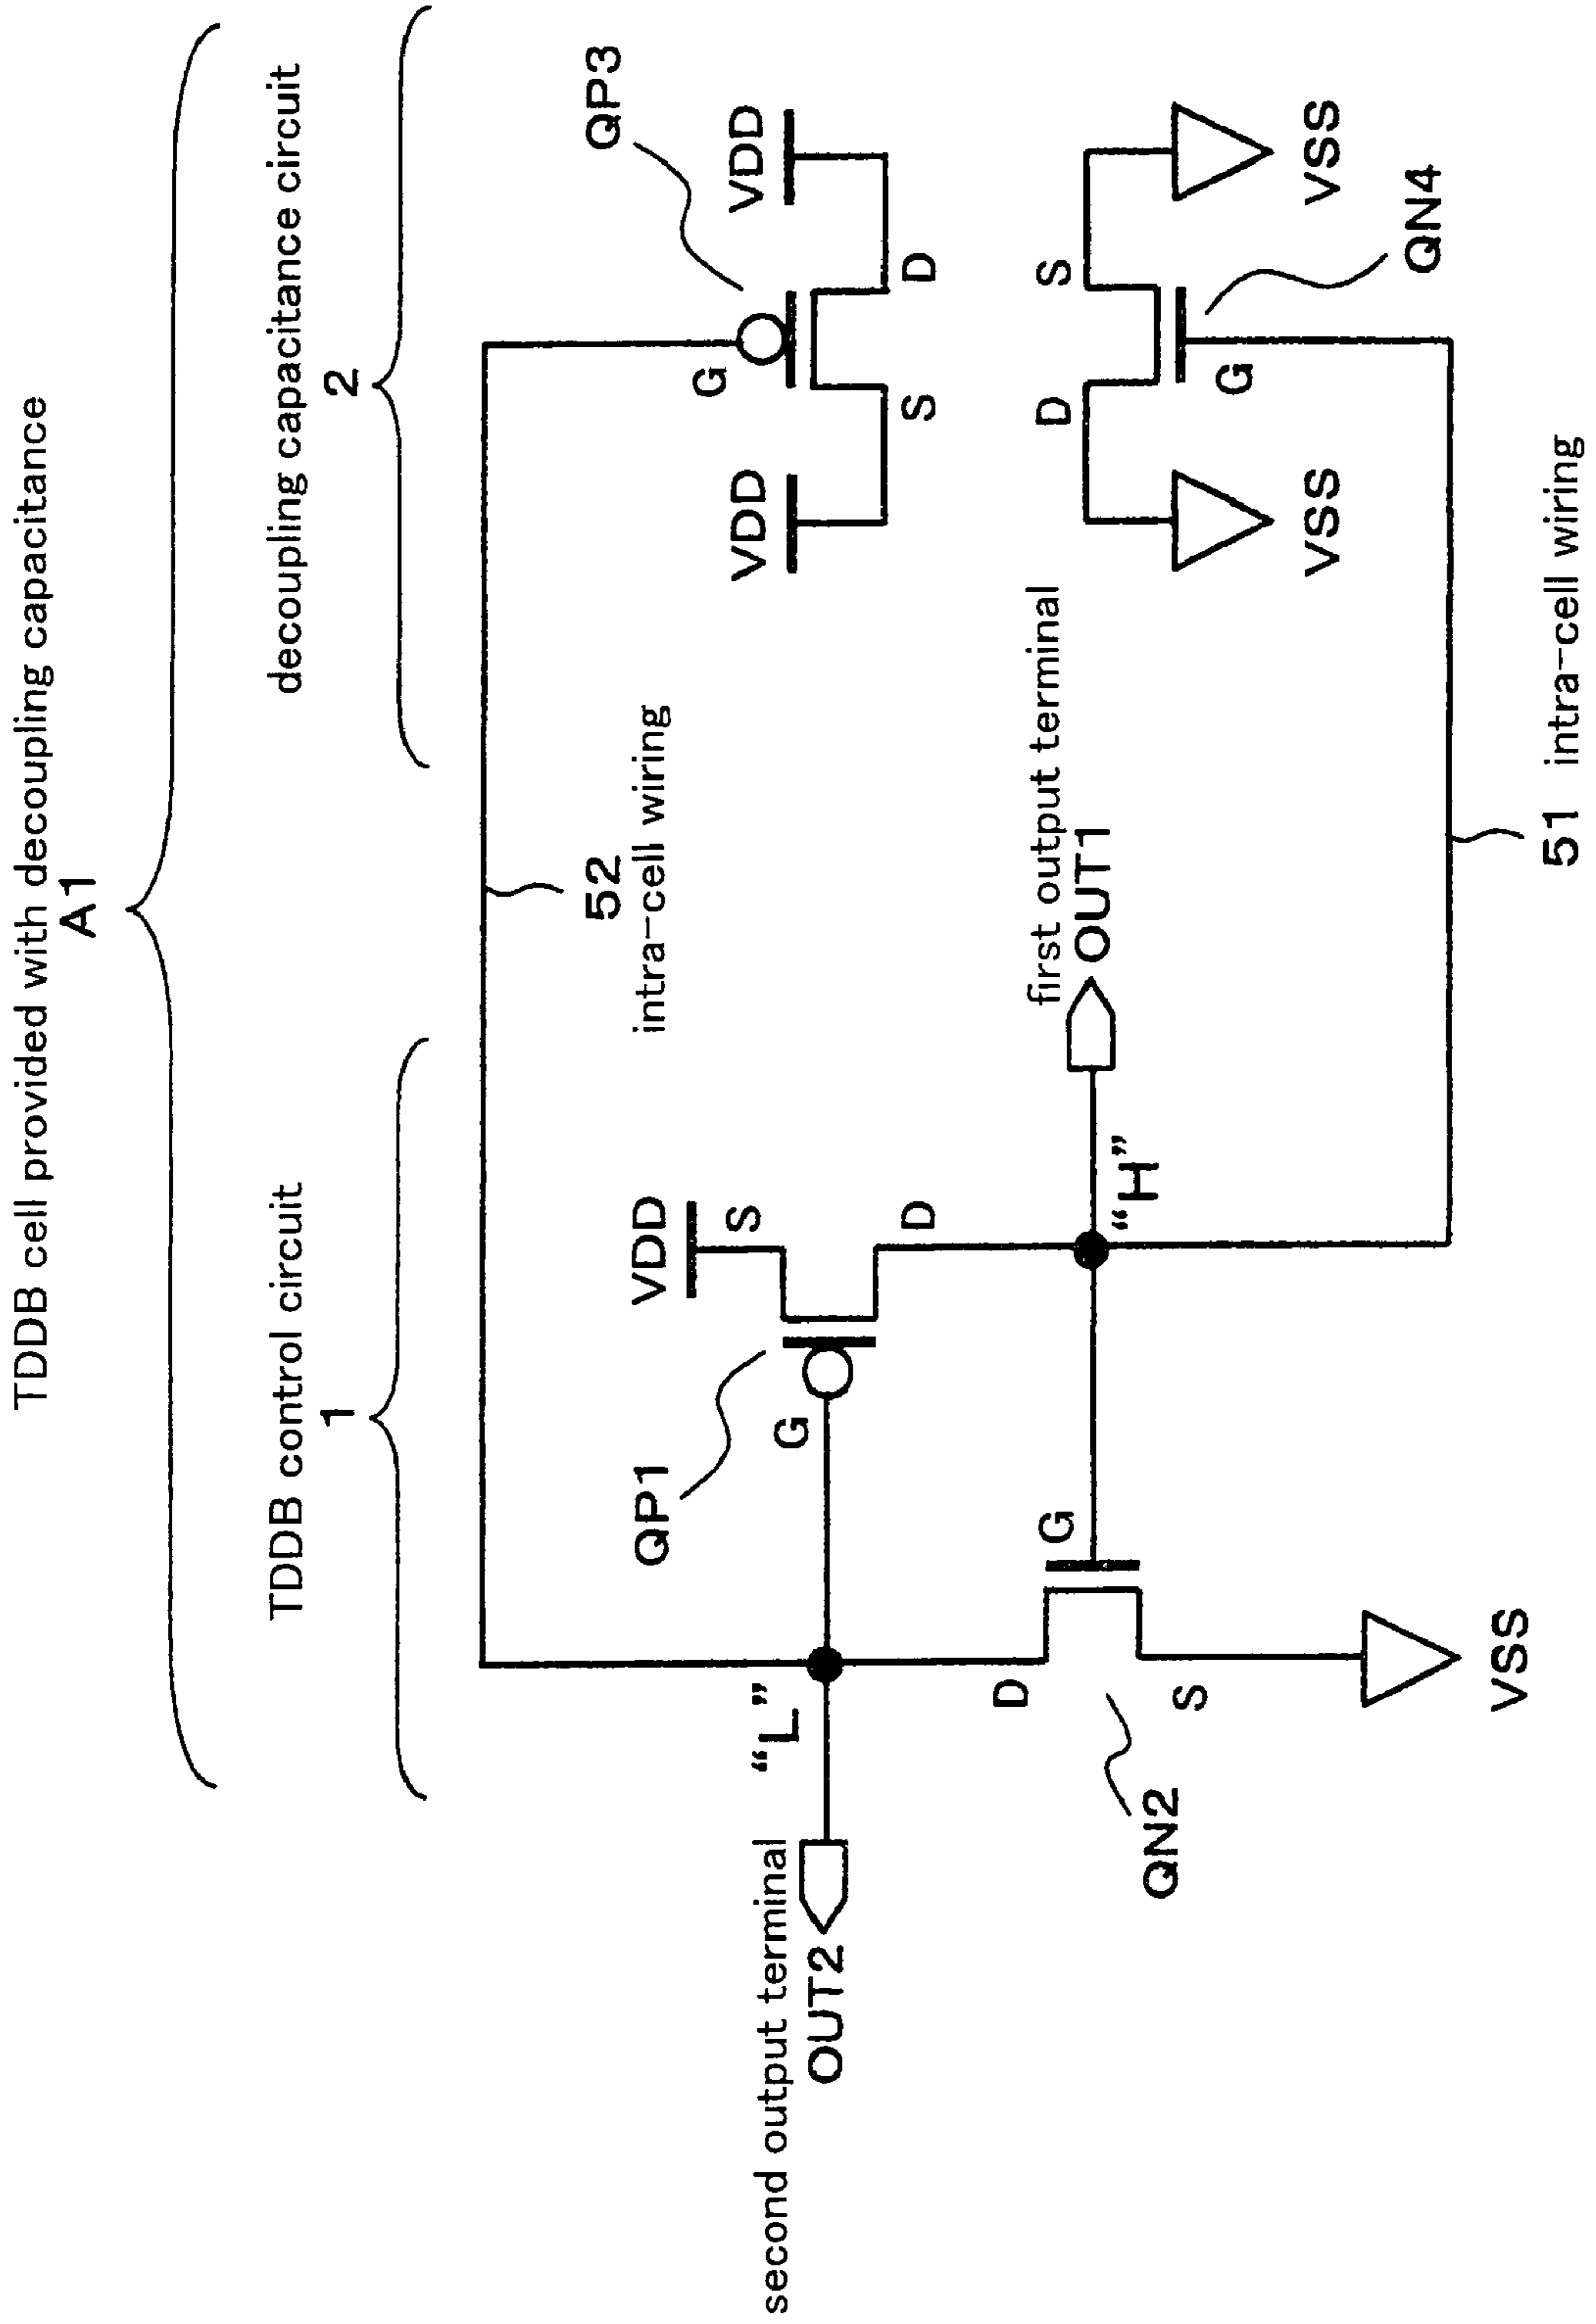 TDDB cell provided with decoupling capacitance
A1
TDDB control circuit
1
decoupling capacitance circuit
2
52
intra-cell wiring
QP1
VDD
S
G
D
QP3
VDD
VDD
G
S
D
second output terminal
OUT2
"L"
"H"
first output terminal
OUT1
D
G
S
QN2
VSS
D
S
G
QN4
VSS
VSS
51 intra-cell wiring